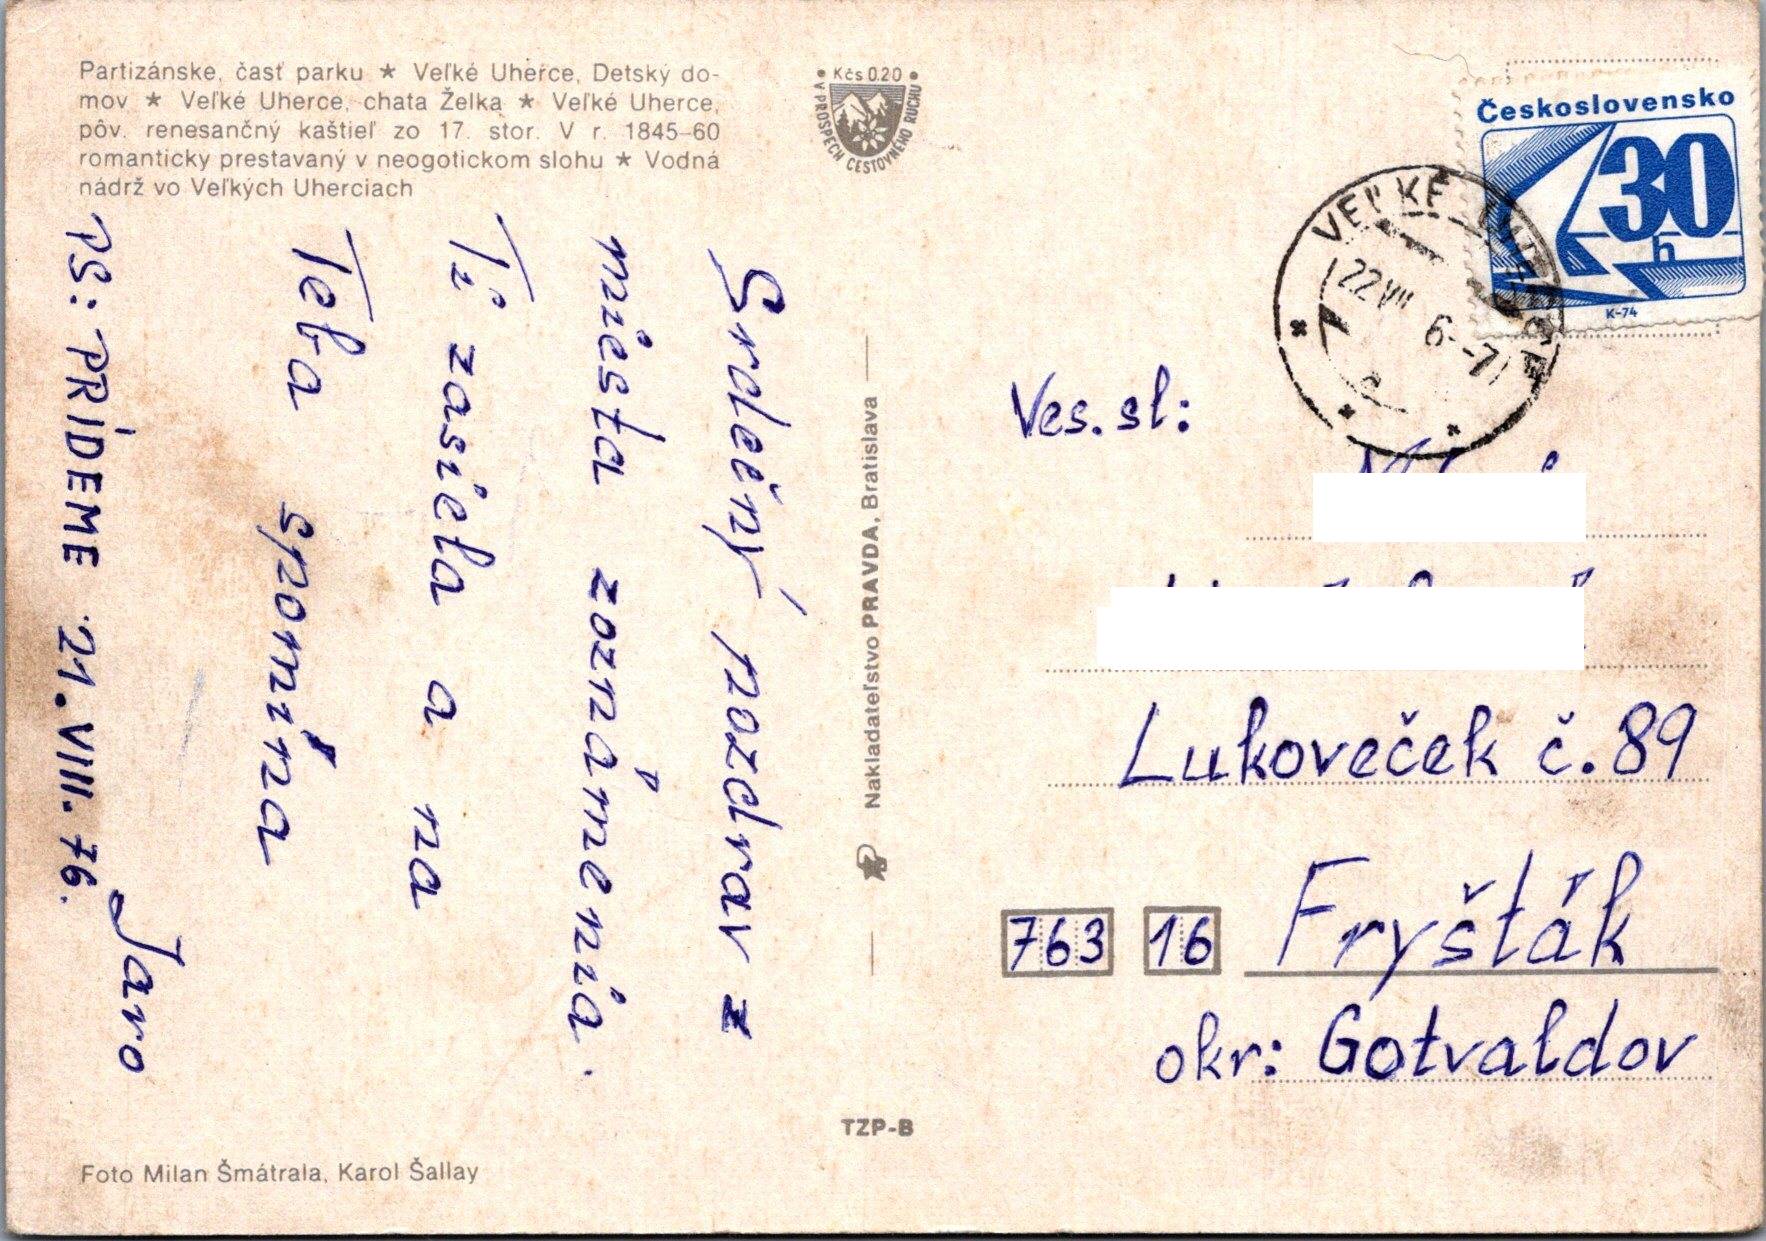 Partizánske, časť parku ★ Veľké Uherce, Detský do-
mov ★ Veľké Uherce, chata Želka ★ Veľké Uherce,
pôv. renesančný kaštieľ zo 17. stor. V r. 1845–60
romanticky prestavaný v neogotickom slohu ★ Vodná
nádrž vo Veľkých Uherciach
Kčs 0.20
V PROSPECH CESTOVNÉHO RUCHU
Srdečný pozdrav z
miesta zoznámenia.
Ti zasiela a na
Teba spomína
Jaro
PS: PRÍDEME 21. VIII. 76.
Nakladateľstvo PRAVDA, Bratislava
TZP-B
Foto Milan Šmátrala, Karol Šallay
Československo
30
h
K-74
VEĽKÉ UHERCE
22 VII 6-7
Ves. sl:
Lukoveček č. 89
763 16 Fryšták
okr: Gotvaldov